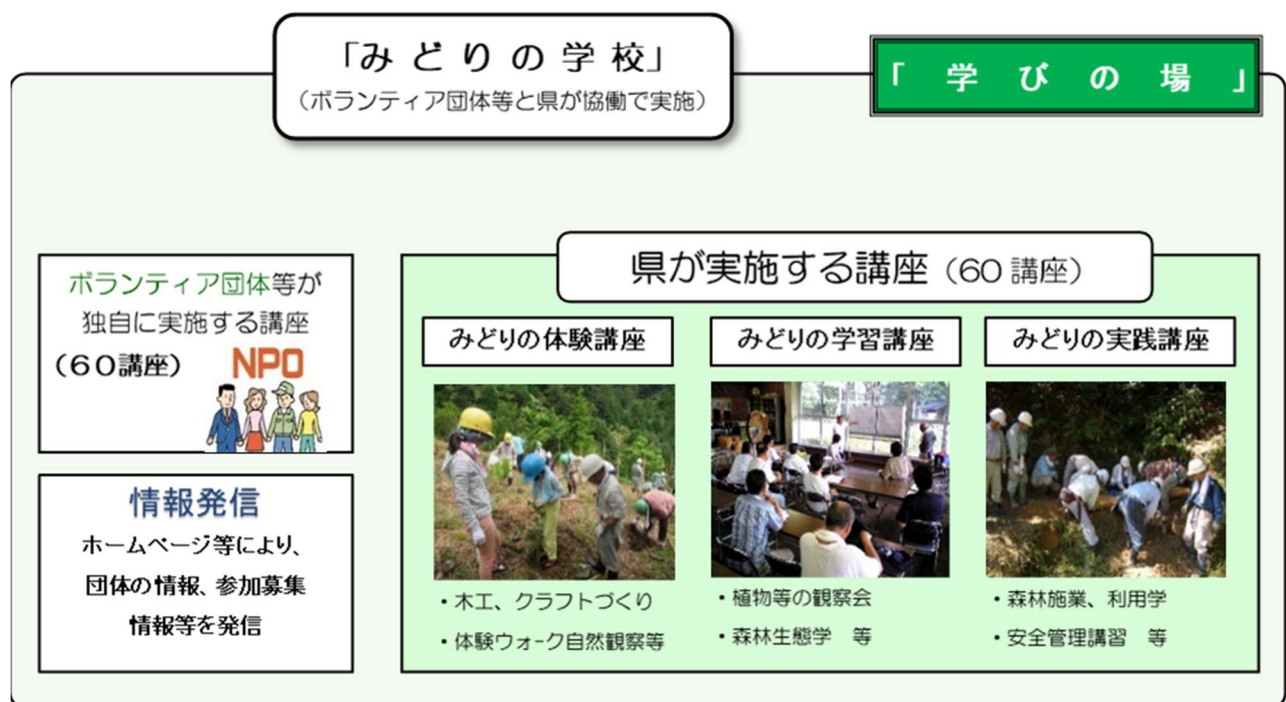 「みどりの学校」
（ボランティア団体等と県が協働で実施）
「学びの場」
ボランティア団体等が
独自に実施する講座
（６０講座） NPO
情報発信
ホームページ等により、
団体の情報、参加募集
情報等を発信
県が実施する講座（60 講座）
みどりの体験講座
・木工、クラフトづくり
・体験ウォーク自然観察等
みどりの学習講座
・植物等の観察会
・森林生態学　等
みどりの実践講座
・森林施業、利用学
・安全管理講習　等